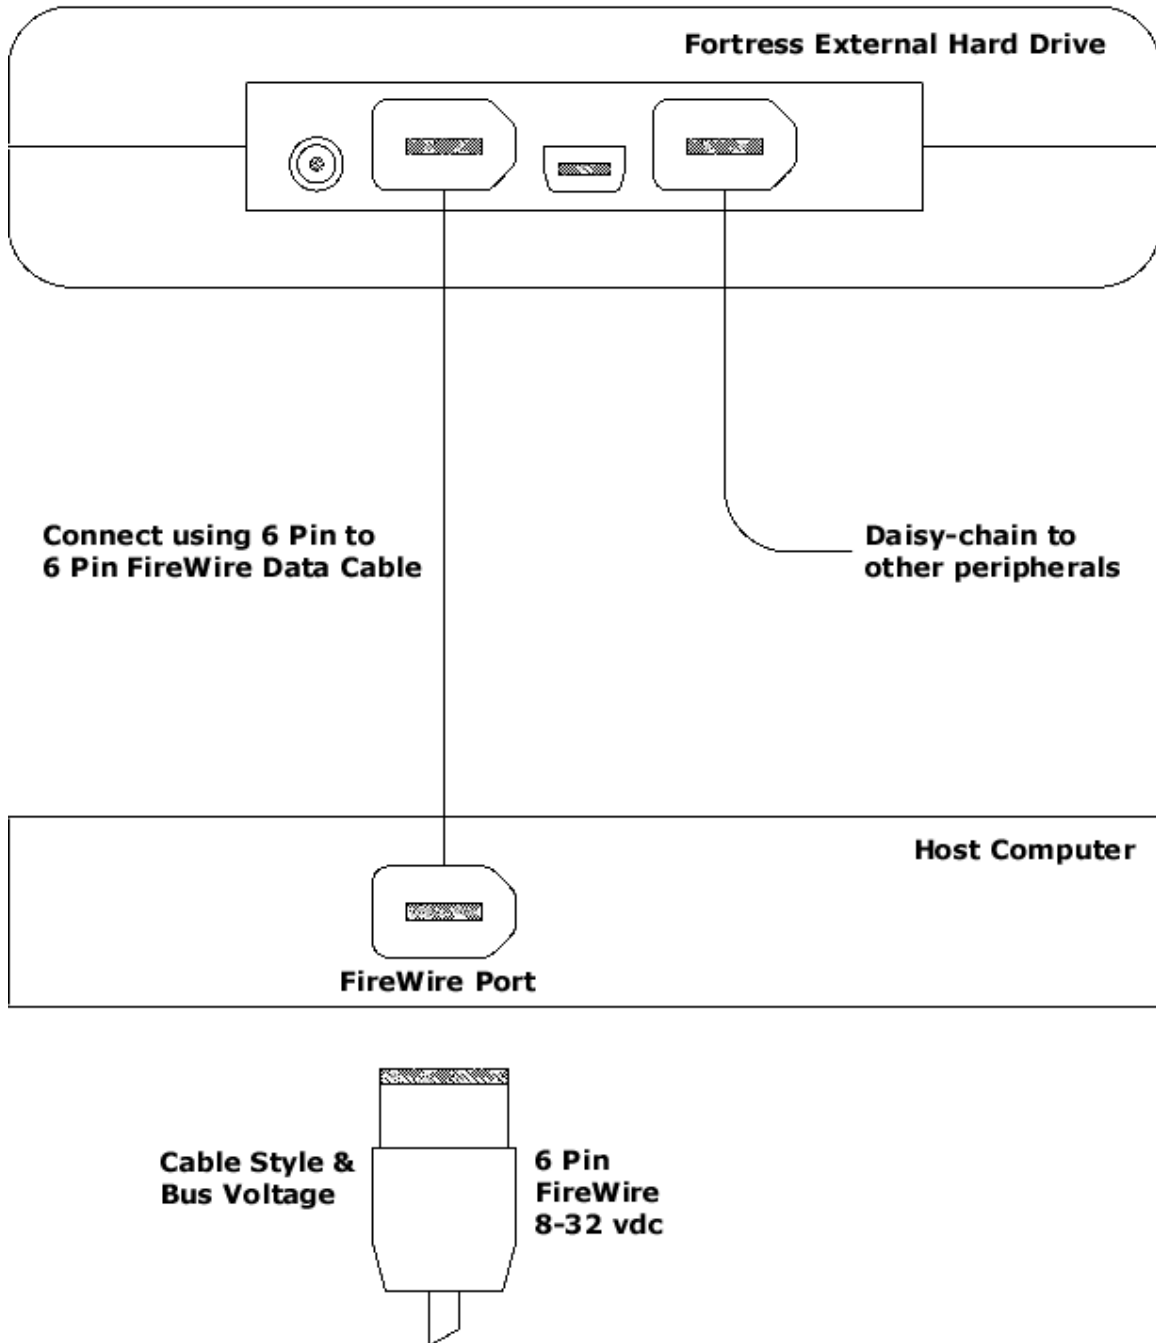 Fortress External Hard Drive
Connect using 6 Pin to
6 Pin FireWire Data Cable
Daisy-chain to
other peripherals
Host Computer
FireWire Port
Cable Style &
Bus Voltage
6 Pin
FireWire
8-32 vdc